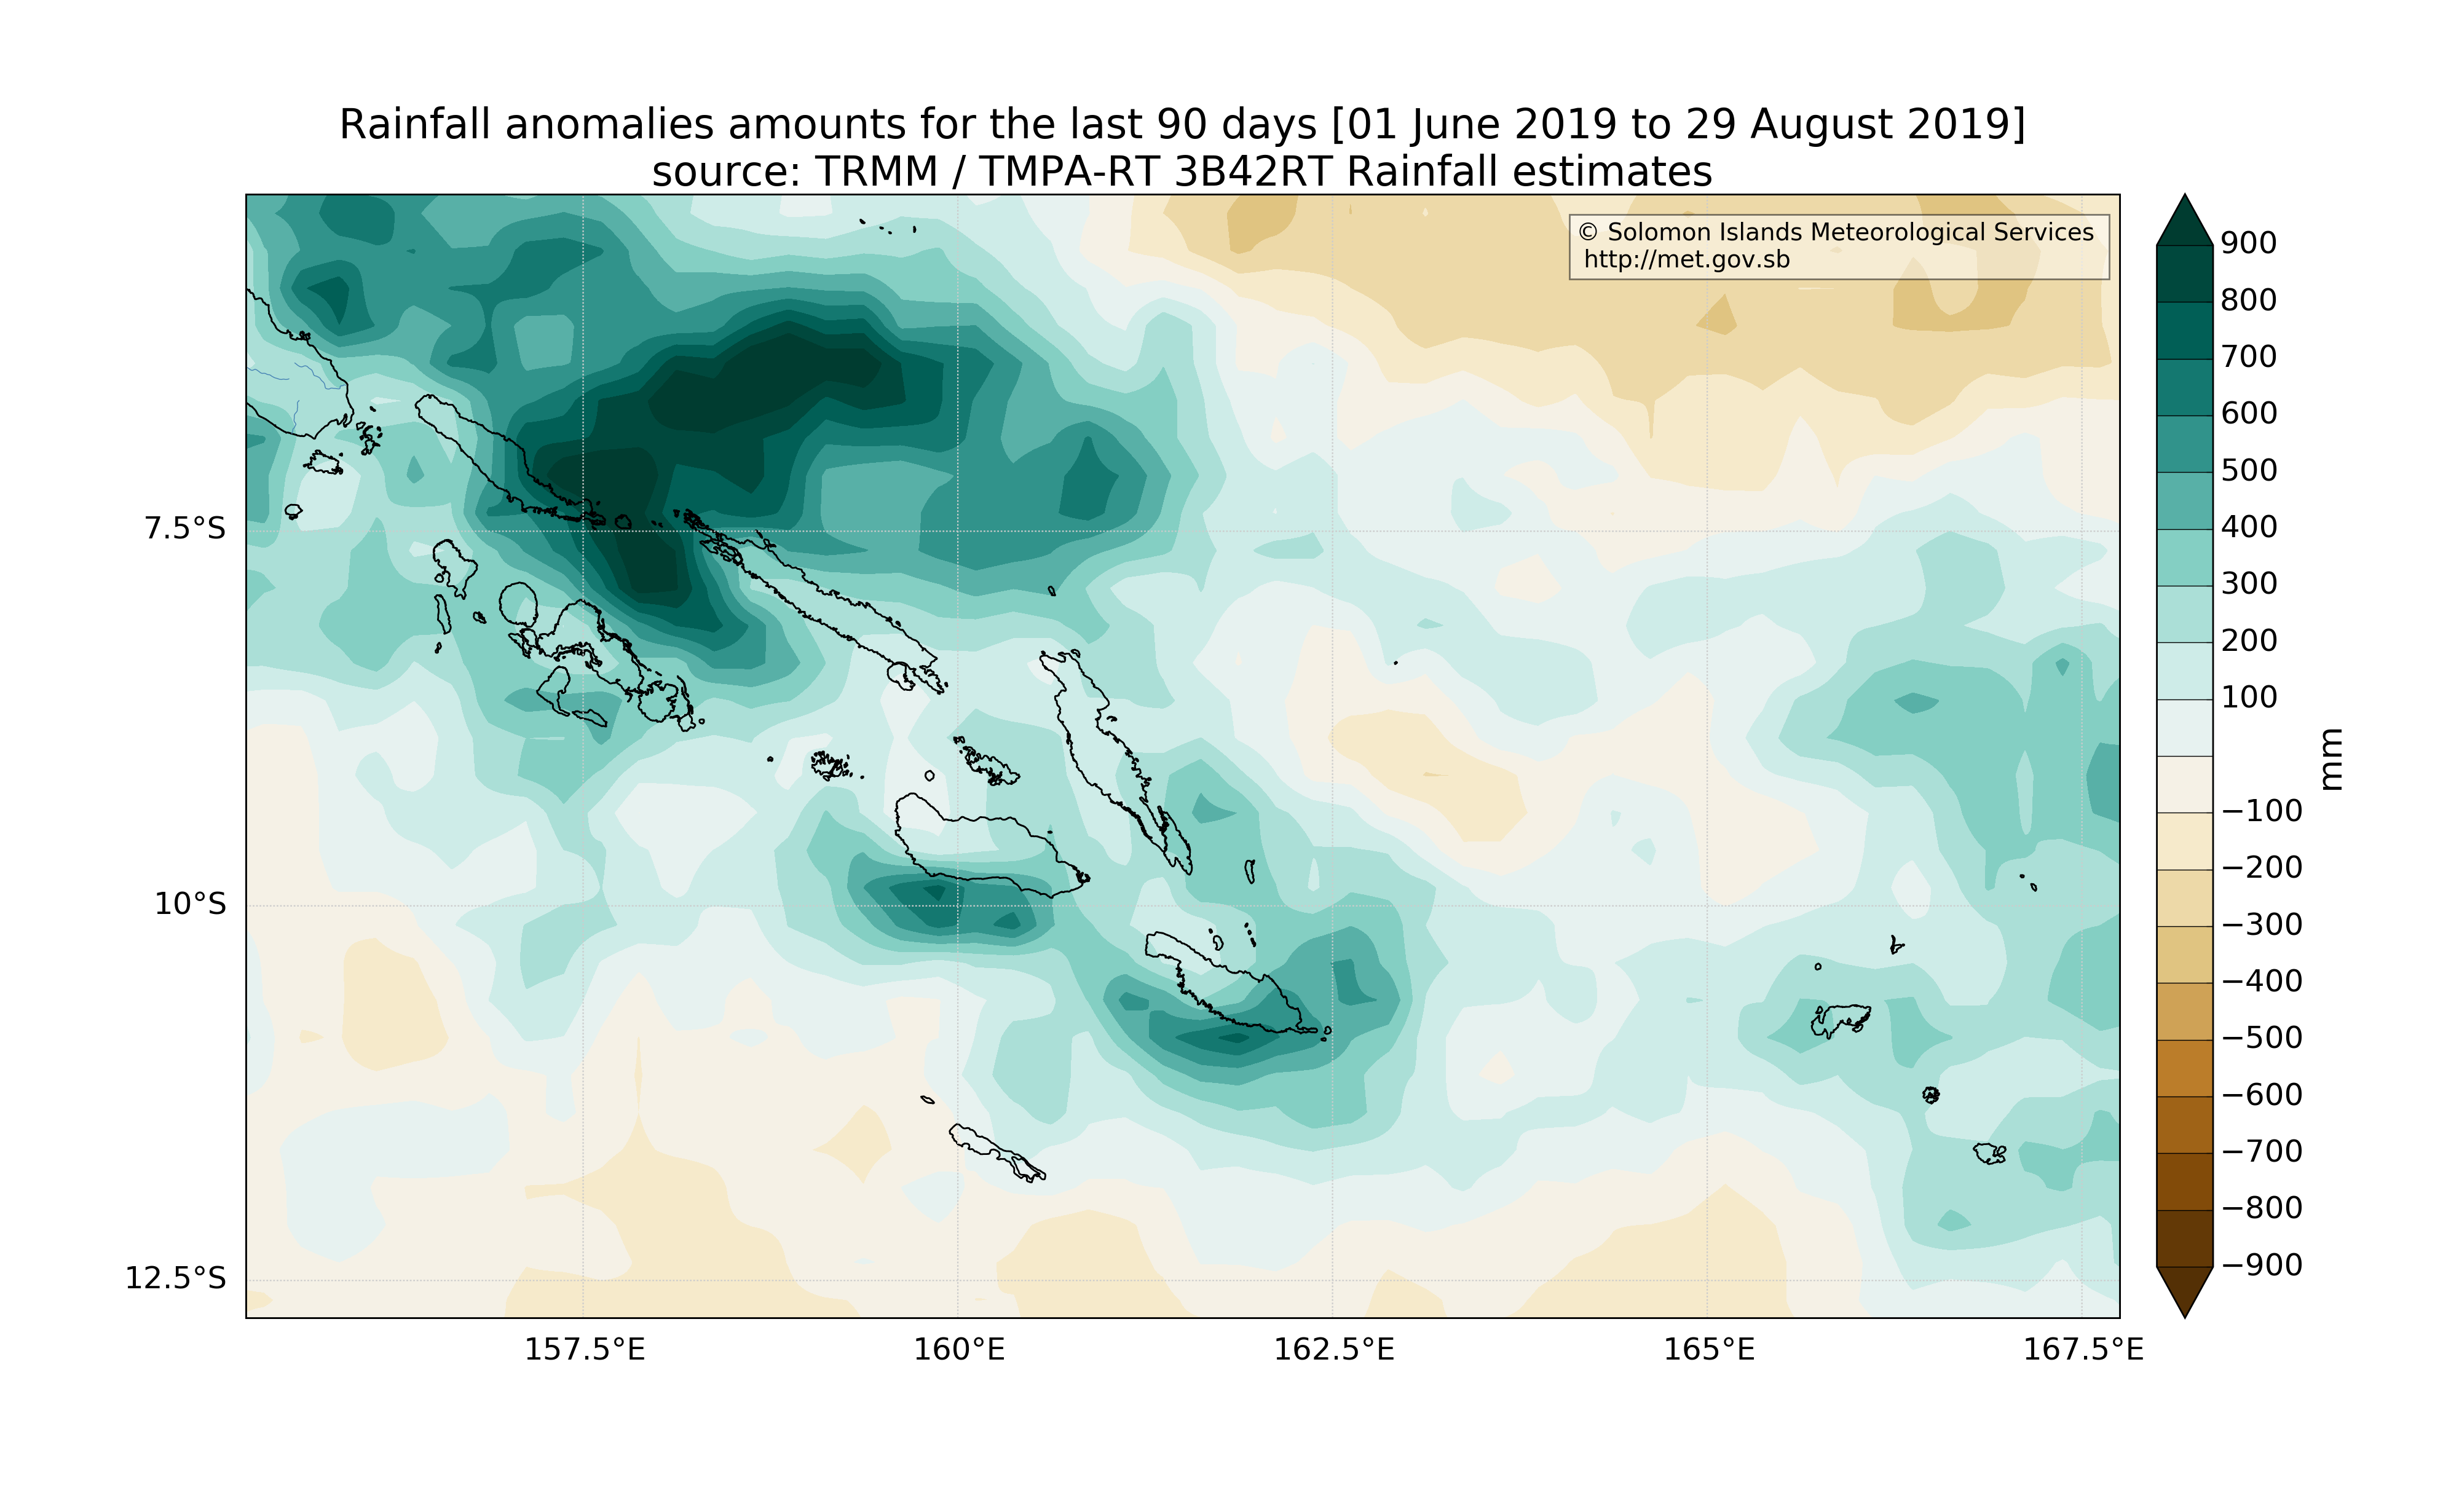 Rainfall anomalies amounts for the last 90 days [01 June 2019 to 29 August 2019]
source: TRMM / TMPA-RT 3B42RT Rainfall estimates
© Solomon Islands Meteorological Services
http://met.gov.sb
7.5°S
10°S
12.5°S
157.5°E
160°E
162.5°E
165°E
167.5°E
900
800
700
600
500
400
300
200
100
−100
−200
−300
−400
−500
−600
−700
−800
−900
mm